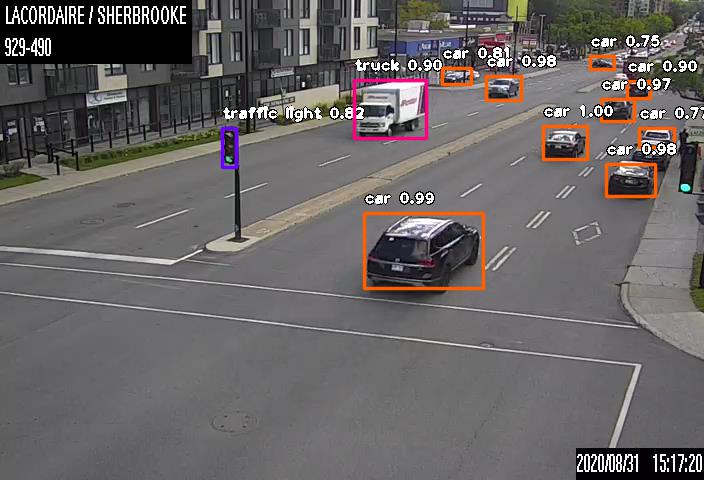 LACORDAIRE / SHERBROOKE
929-490
car 0.75
car 0.81
car 0.98
truck 0.90
car 0.90
car 0.97
traffic light 0.82
car 1.00
car 0.77
car 0.98
car 0.99
2020/08/31 15:17:20